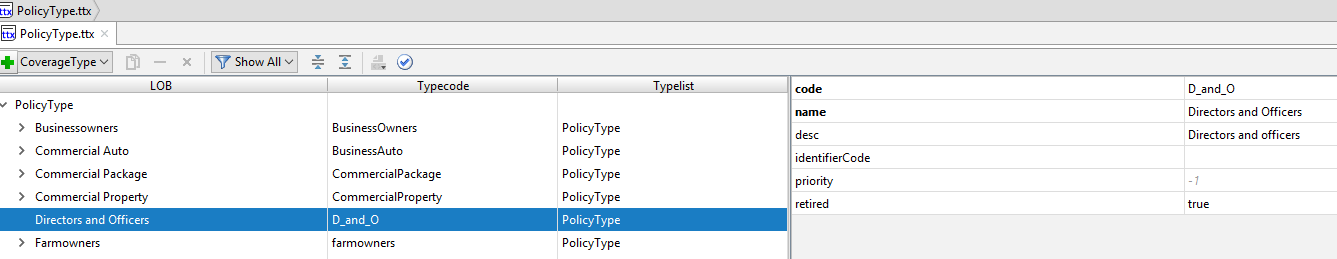 PolicyType.ttx
PolicyType.ttx
CoverageType Show All
LOB Typecode Typelist
PolicyType
Businessowners BusinessOwners PolicyType
Commercial Auto BusinessAuto PolicyType
Commercial Package CommercialPackage PolicyType
Commercial Property CommercialProperty PolicyType
Directors and Officers D_and_O PolicyType
Farmowners farmowners PolicyType
code D_and_O
name Directors and Officers
desc Directors and officers
identifierCode
priority -1
retired true